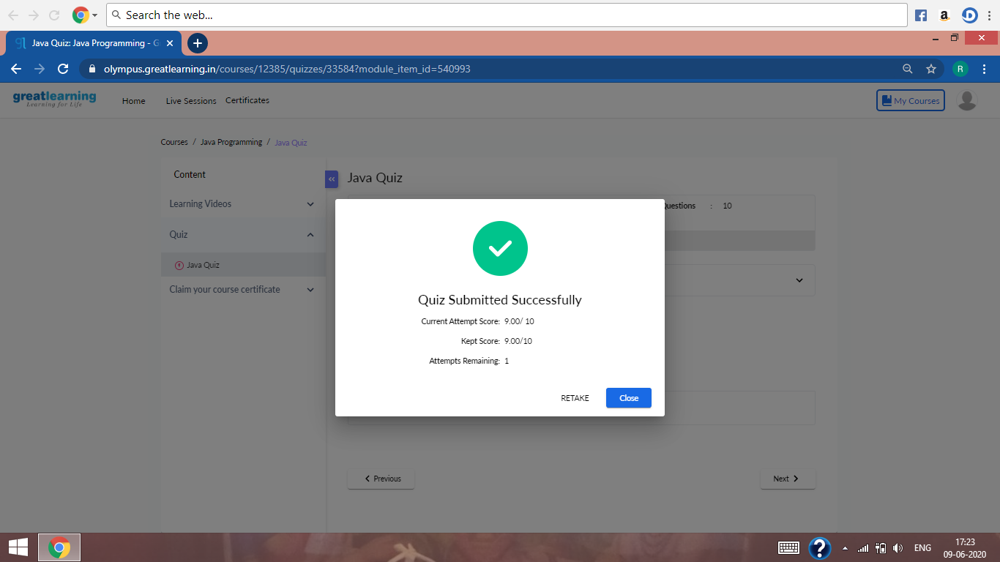 Search the web...
Java Quiz: Java Programming - G
olympus.greatlearning.in/courses/12385/quizzes/33584?module_item_id=540993
R
greatlearning
Learning for Life
Home
Live Sessions
Certificates
My Courses
Courses / Java Programming / Java Quiz
Content
Learning Videos
Quiz
Java Quiz
Claim your course certificate
Java Quiz
Questions : 10
Quiz Submitted Successfully
Current Attempt Score: 9.00/ 10
Kept Score: 9.00/10
Attempts Remaining: 1
RETAKE
Close
Previous
Next
ENG
17:23
09-06-2020